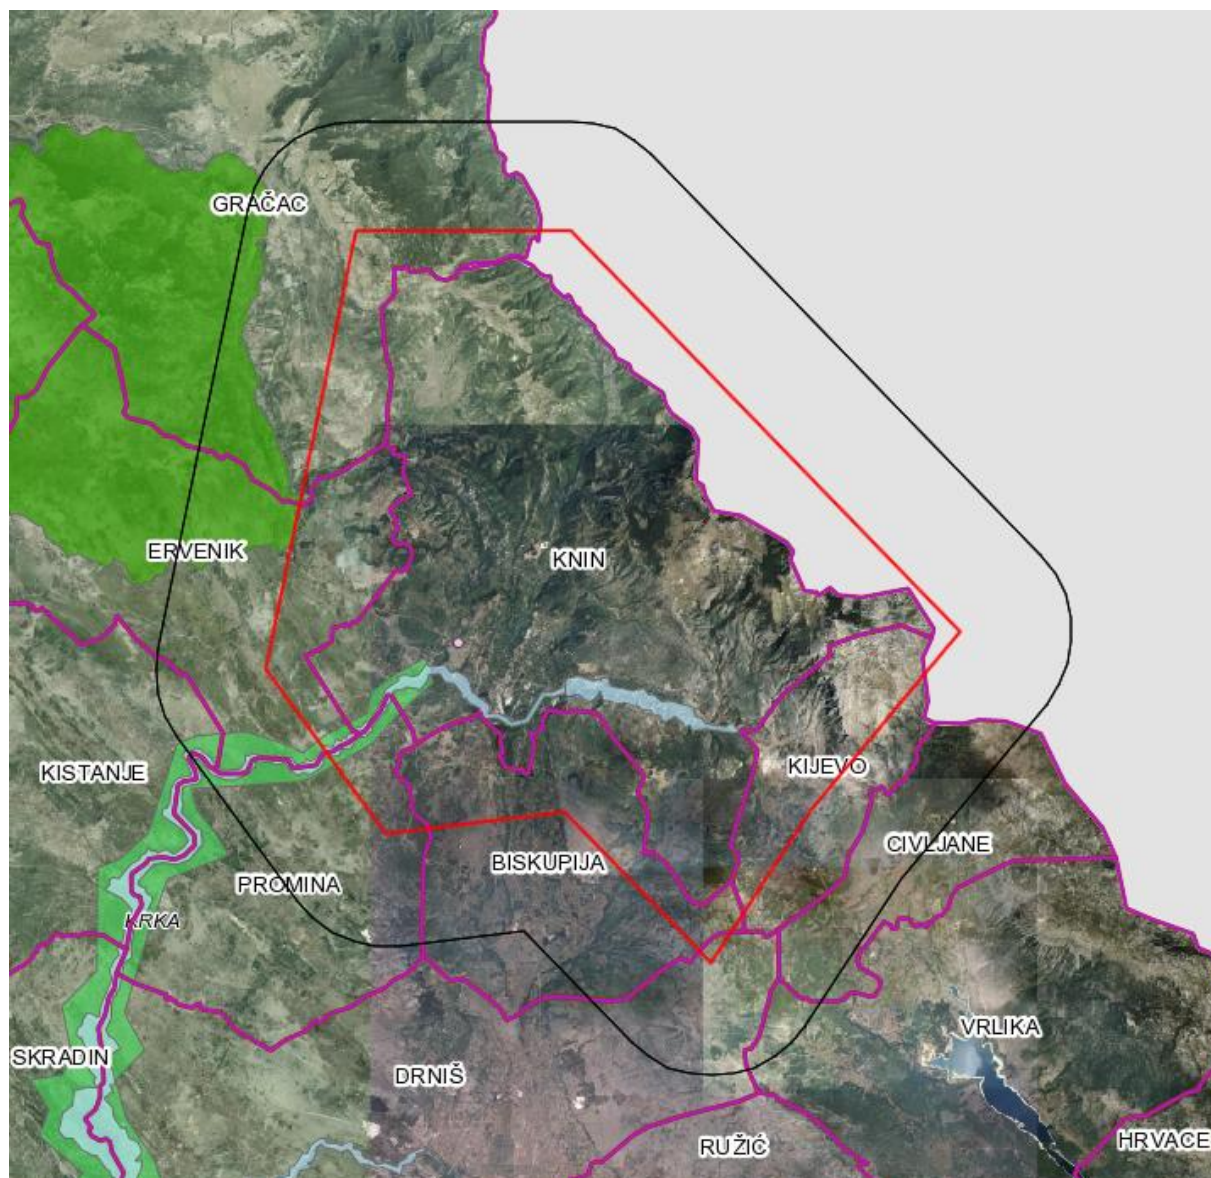 GRAČAC
ERVENIK
KNIN
KISTANJE
KIJEVO
CIVLJANE
BISKUPIJA
PROMINA
KRKA
VRLIKA
SKRADIN
DRNIŠ
RUŽIĆ
HRVACE